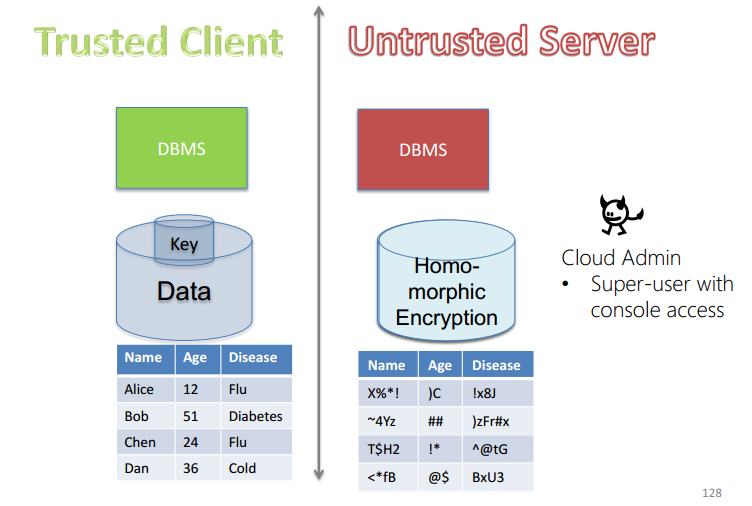 Trusted Client
Untrusted Server
DBMS
DBMS
Key
Data
Homo-
morphic
Encryption
Cloud Admin
• Super-user with
console access
Name Age Disease
Alice 12 Flu
Bob 51 Diabetes
Chen 24 Flu
Dan 36 Cold
Name Age Disease
X%*! )C !x8J
~4Yz ## )zFr#x
T$H2 !* ^@tG
<*fB @$ BxU3
128